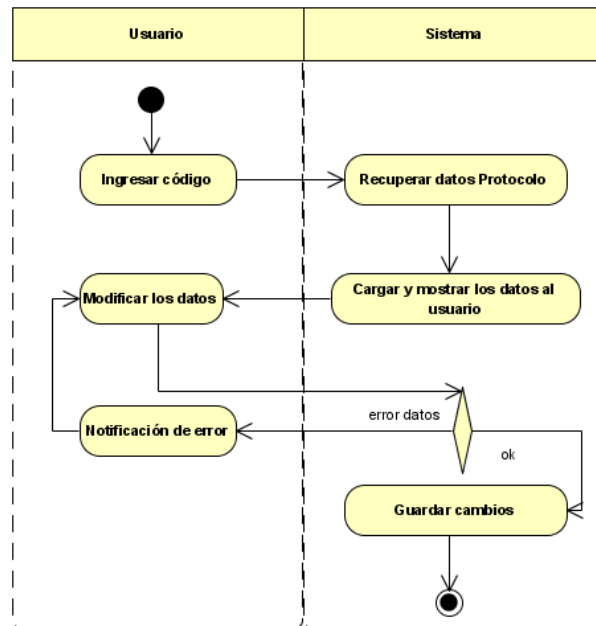 Usuario
Sistema
Ingresar código
Recuperar datos Protocolo
Modificar los datos
Cargar y mostrar los datos al
usuario
error datos
Notificación de error
ok
Guardar cambios